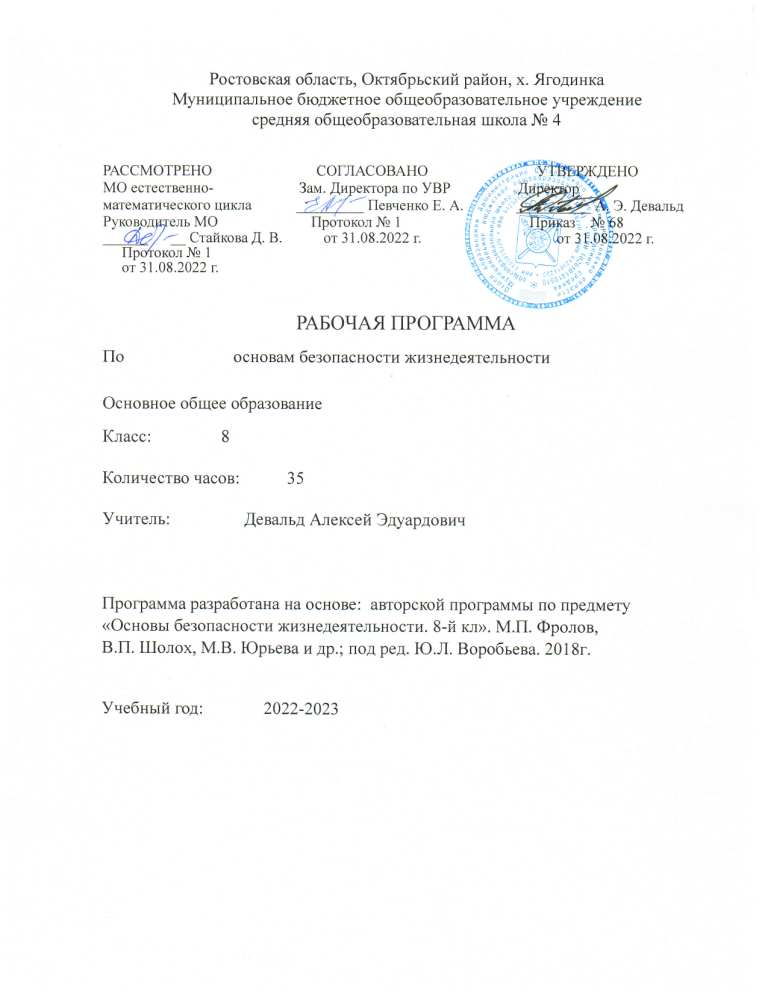 Ростовская область, Октябрьский район, х. Ягодинка
Муниципальное бюджетное общеобразовательное учреждение
средняя общеобразовательная школа № 4
РАССМОТРЕНО
МО естественно-
математического цикла
Руководитель МО
__________ Стайкова Д. В.
Протокол № 1
от 31.08.2022 г.
СОГЛАСОВАНО
Зам. Директора по УВР
_________ Певченко Е. А.
Протокол № 1
от 31.08.2022 г.
УТВЕРЖДЕНО
Директор
А. Э. Девальд
Приказ № 68
от 31.08.2022 г.
РАБОЧАЯ ПРОГРАММА
По основам безопасности жизнедеятельности
Основное общее образование
Класс: 8
Количество часов: 35
Учитель: Девальд Алексей Эдуардович
Программа разработана на основе: авторской программы по предмету
«Основы безопасности жизнедеятельности. 8-й кл». М.П. Фролов,
В.П. Шолох, М.В. Юрьева и др.; под ред. Ю.Л. Воробьева. 2018г.
Учебный год: 2022-2023